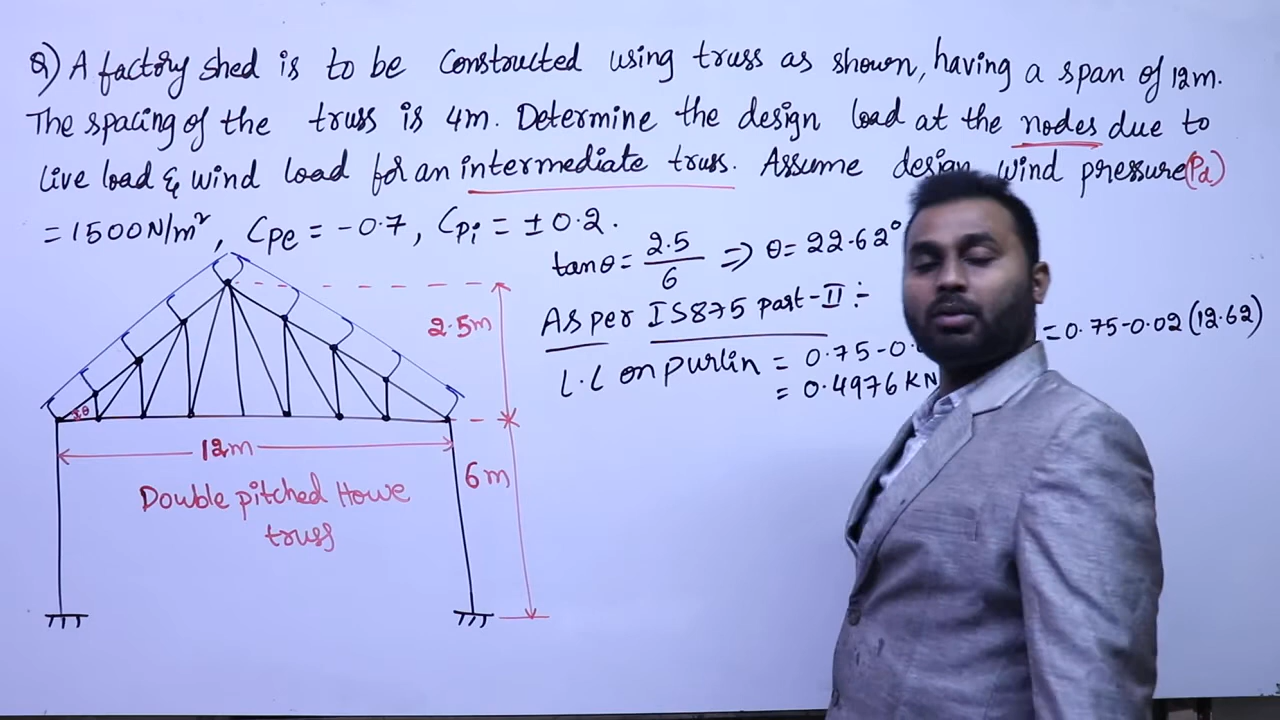 Q) A factory shed is to be constructed using truss as shown, having a span of 12m.
The spacing of the truss is 4m. Determine the design load at the nodes due to
live load & wind load for an intermediate truss. Assume design wind pressure (Pd)
= 1500N/m², Cpe = -0.7, Cpi = ±0.2.
tanθ = 2.5/6 => θ = 22.62°
As per IS875 part-II :-
L.L on purlin = 0.75-0. = 0.75-0.02(12.62)
= 0.4976 KN
2.5m
θ
12m
6m
Double pitched Howe
truss